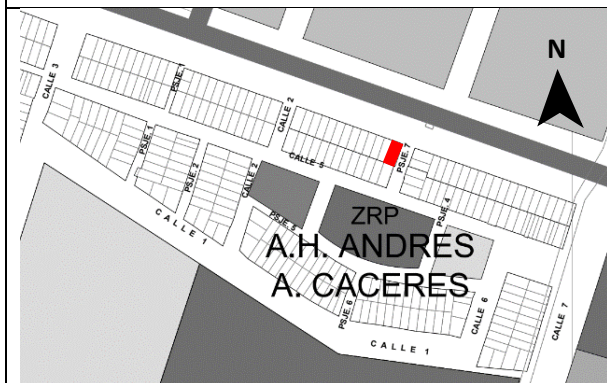 N
CALLE 3
PSJE. 1
CALLE 2
PSJE. 7
CALLE 5
PSJE. 1
PSJE. 2
CALLE 2
PSJE. 4
PSJE. 5
ZRP
A.H. ANDRES
A. CACERES
CALLE 1
PSJE. 6
CALLE 6
CALLE 7
CALLE 1